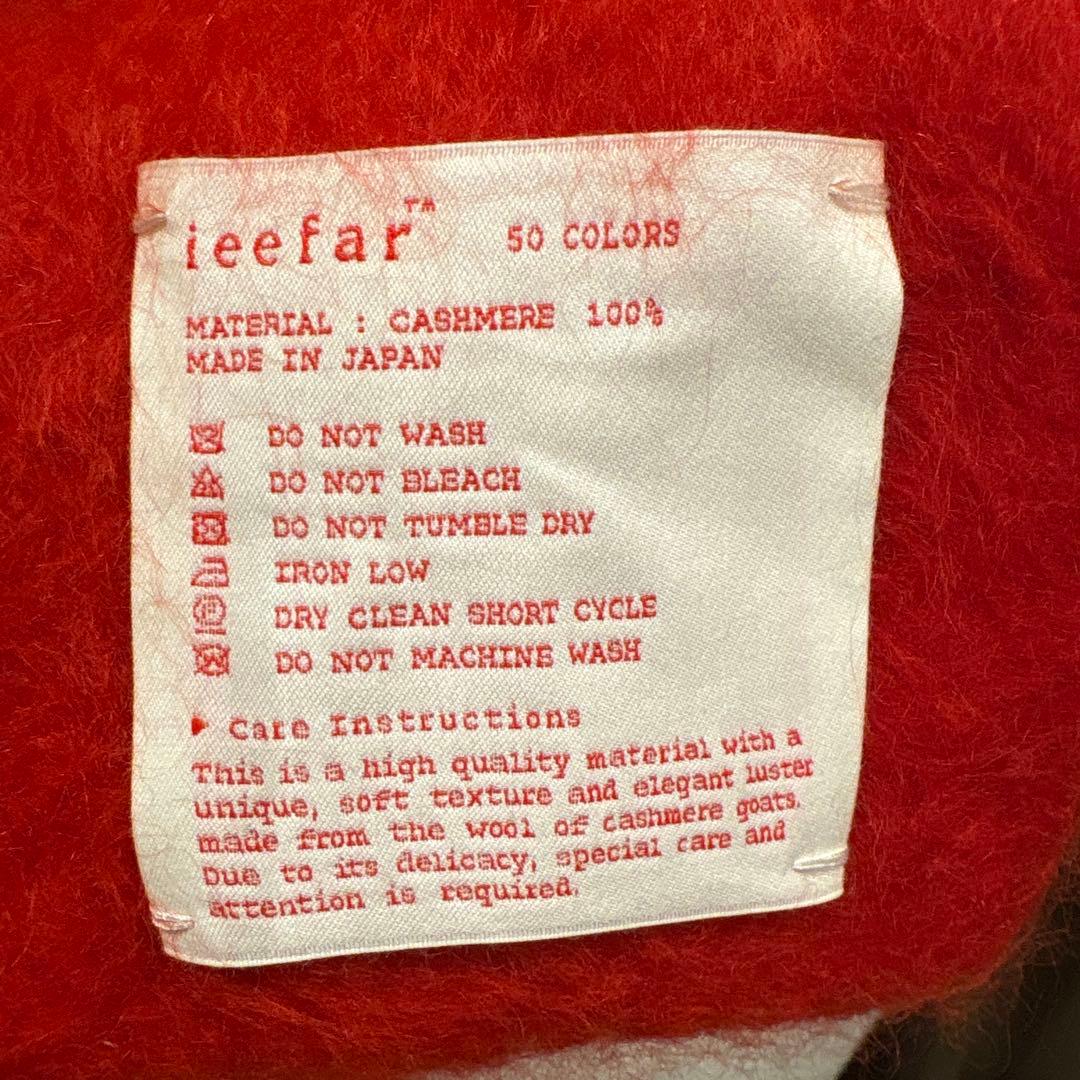 ieefar™ 50 COLORS
MATERIAL : CASHMERE 100%
MADE IN JAPAN
DO NOT WASH
DO NOT BLEACH
DO NOT TUMBLE DRY
IRON LOW
DRY CLEAN SHORT CYCLE
DO NOT MACHINE WASH
▶ Care Instructions
This is a high quality material with a
unique, soft texture and elegant luster
made from the wool of cashmere goats.
Due to its delicacy, special care and
attention is required.